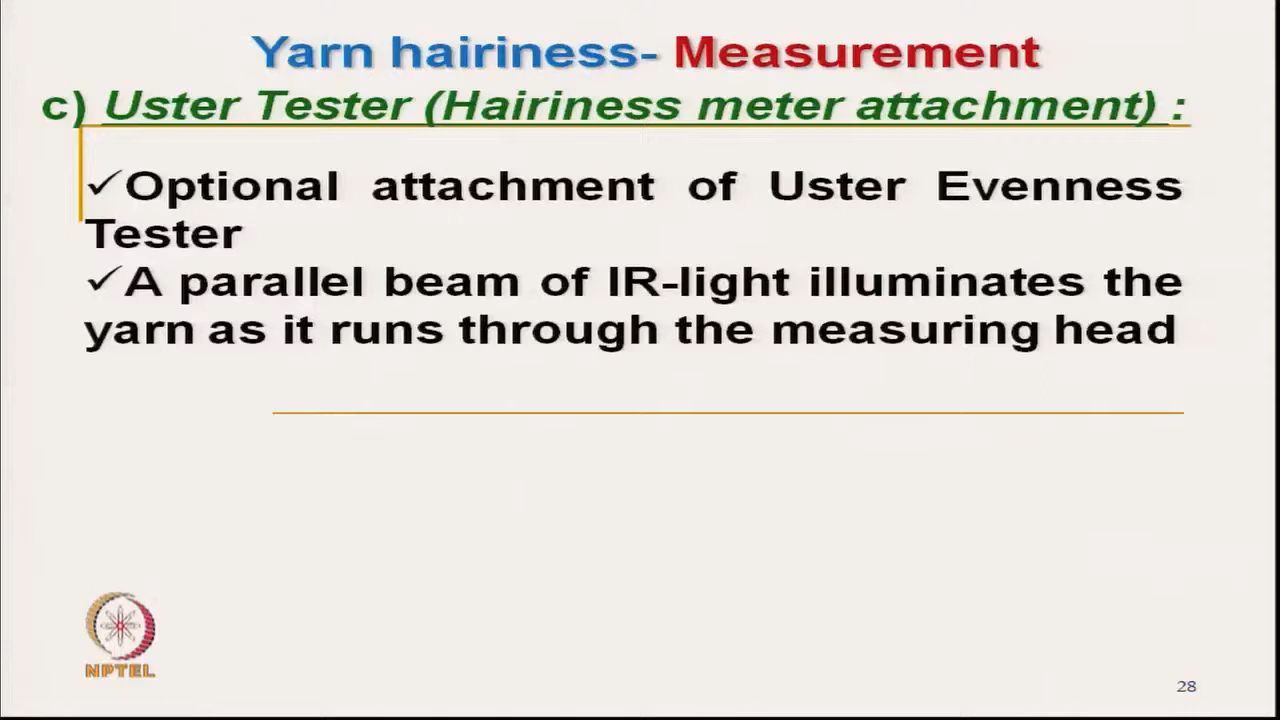 Yarn hairiness- Measurement
c) Uster Tester (Hairiness meter attachment) :
✓Optional attachment of Uster Evenness
Tester
✓A parallel beam of IR-light illuminates the
yarn as it runs through the measuring head
NPTEL
28